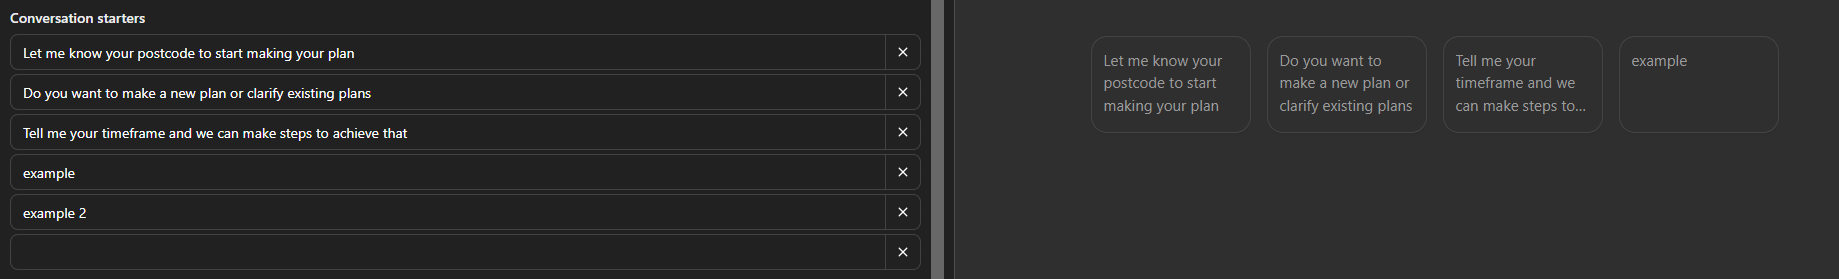 Conversation starters
Let me know your postcode to start making your plan
Do you want to make a new plan or clarify existing plans
Tell me your timeframe and we can make steps to achieve that
example
example 2
Let me know your
postcode to start
making your plan
Do you want to
make a new plan or
clarify existing plans
Tell me your
timeframe and we
can make steps to...
example